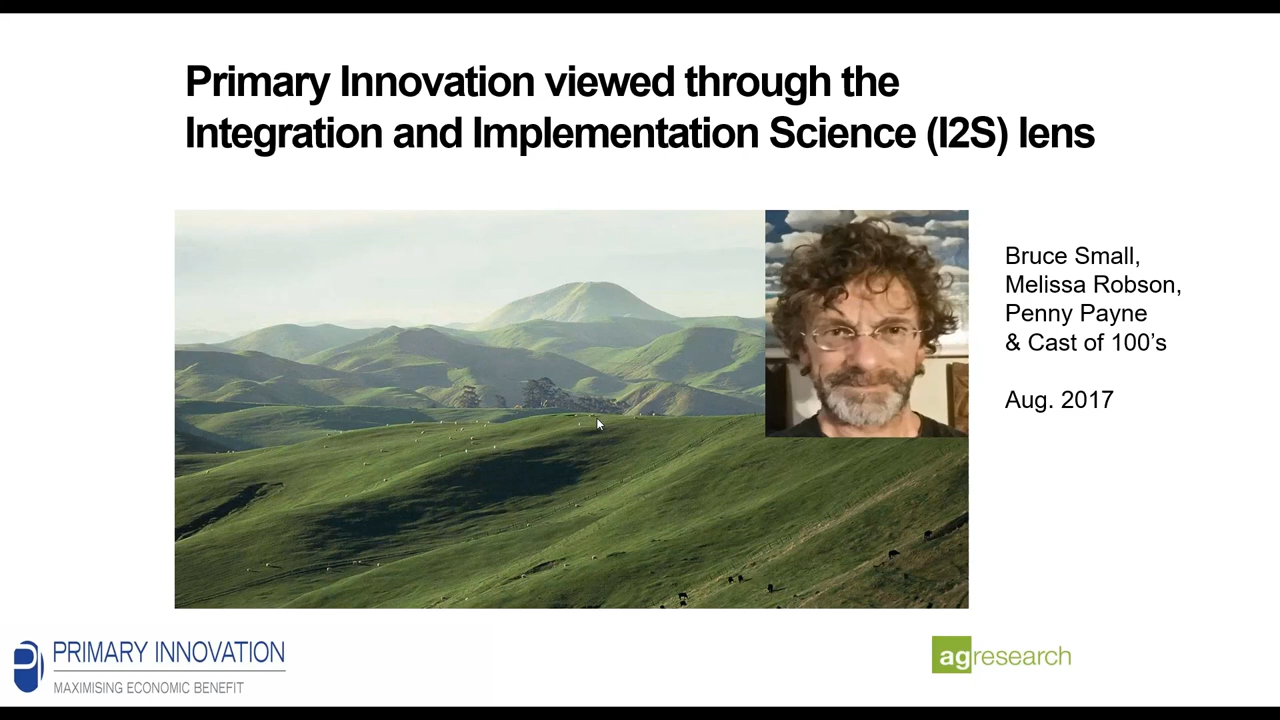 Primary Innovation viewed through the
Integration and Implementation Science (I2S) lens
Bruce Small,
Melissa Robson,
Penny Payne
& Cast of 100's
Aug. 2017
PRIMARY INNOVATION
MAXIMISING ECONOMIC BENEFIT
agresearch